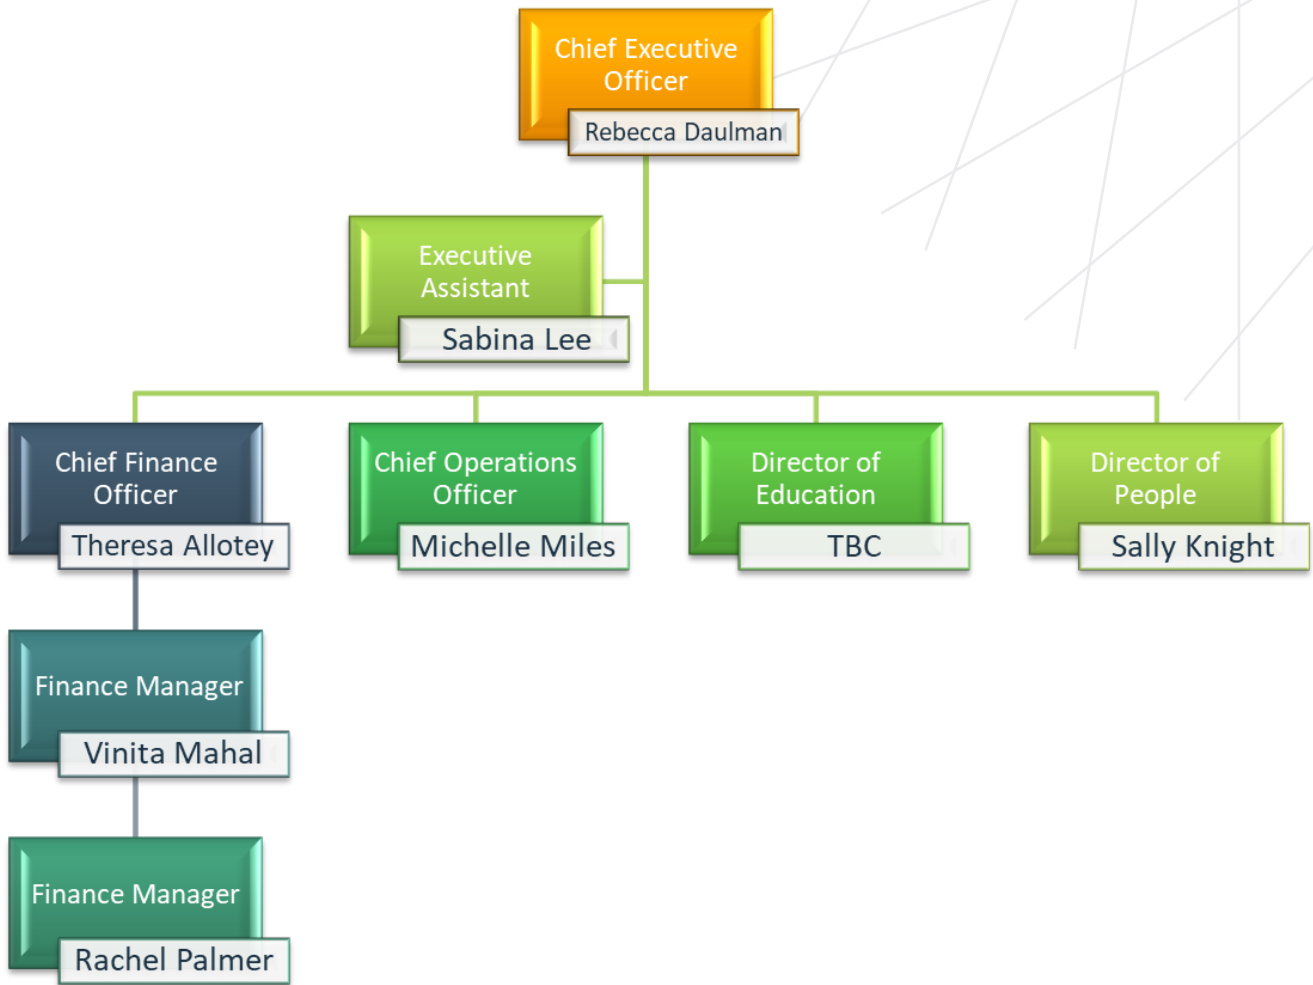 Chief Executive
Officer
Rebecca Daulman
Executive
Assistant
Sabina Lee
Chief Finance
Officer
Theresa Allotey
Chief Operations
Officer
Michelle Miles
Director of
Education
TBC
Director of
People
Sally Knight
Finance Manager
Vinita Mahal
Finance Manager
Rachel Palmer